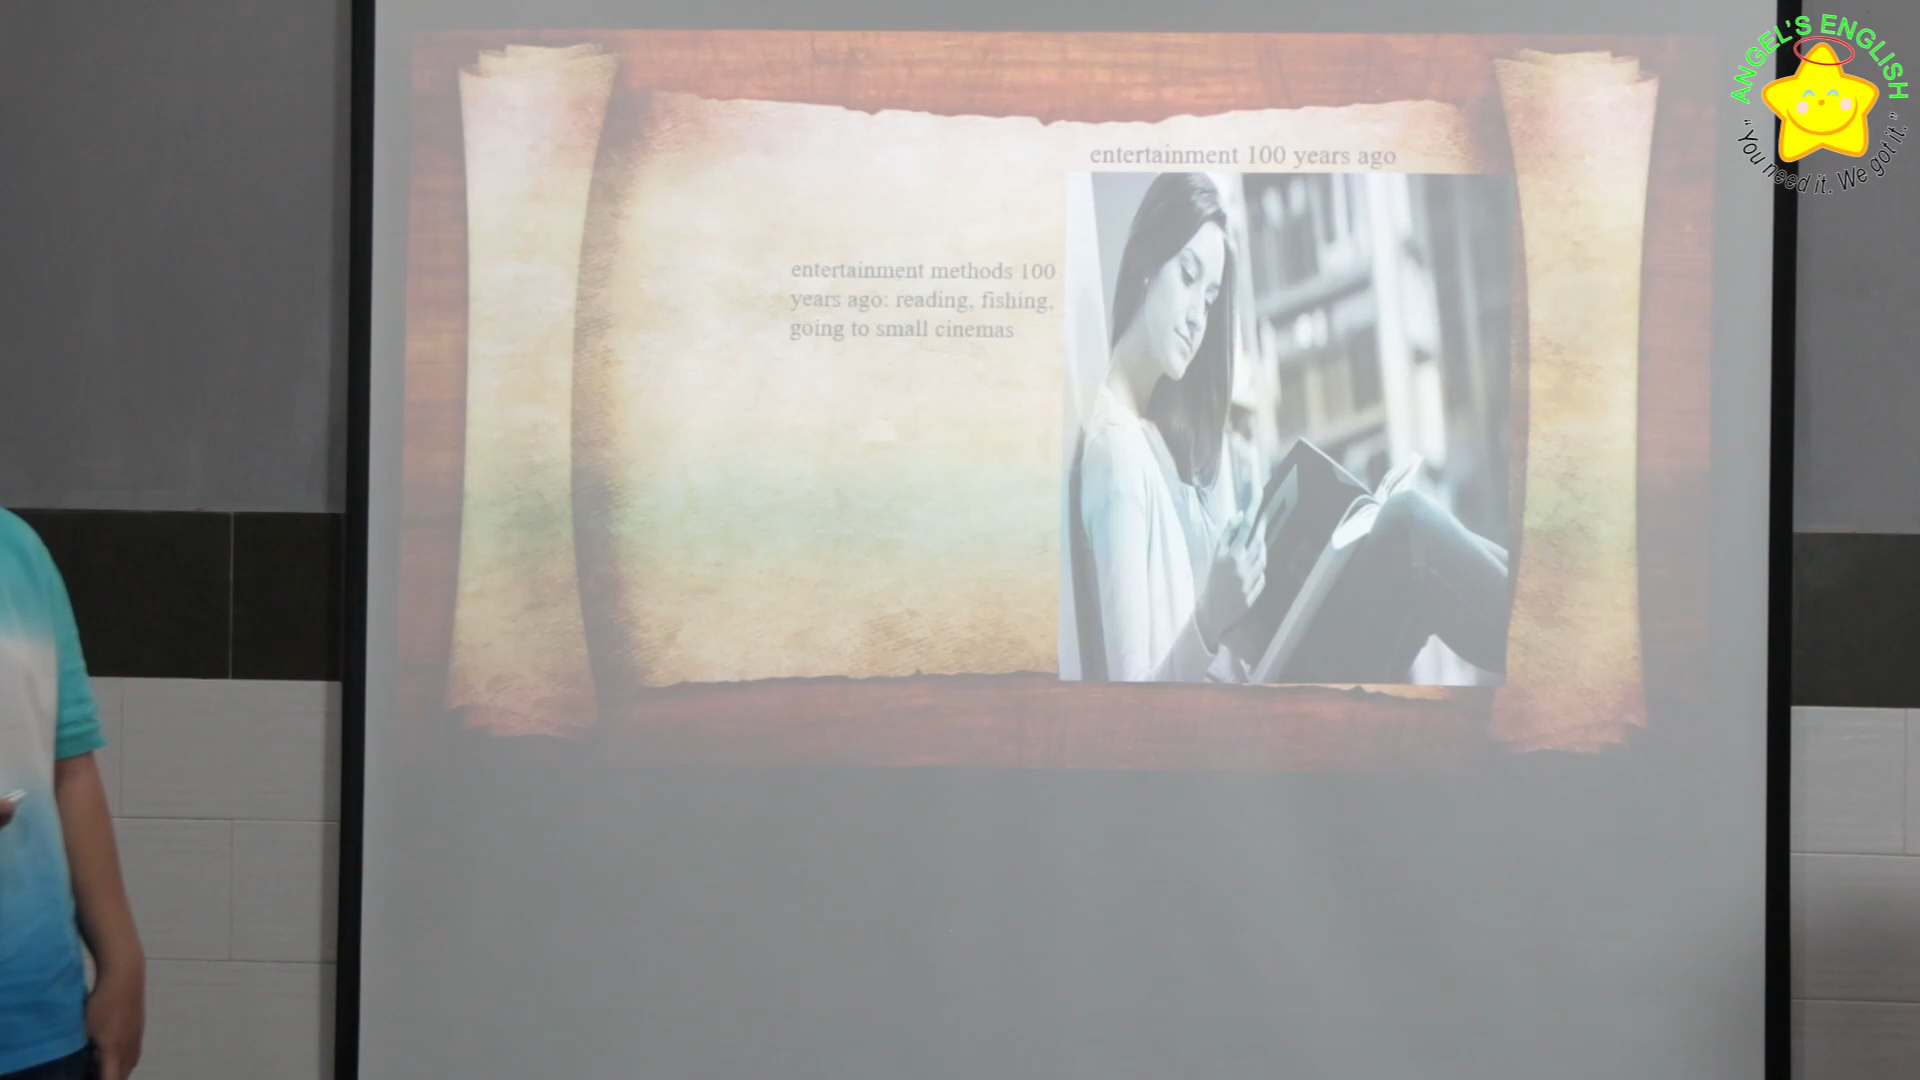 entertainment 100 years ago
entertainment methods 100
years ago: reading, fishing,
going to small cinemas
ANGEL'S ENGLISH
"You need it. We got it."